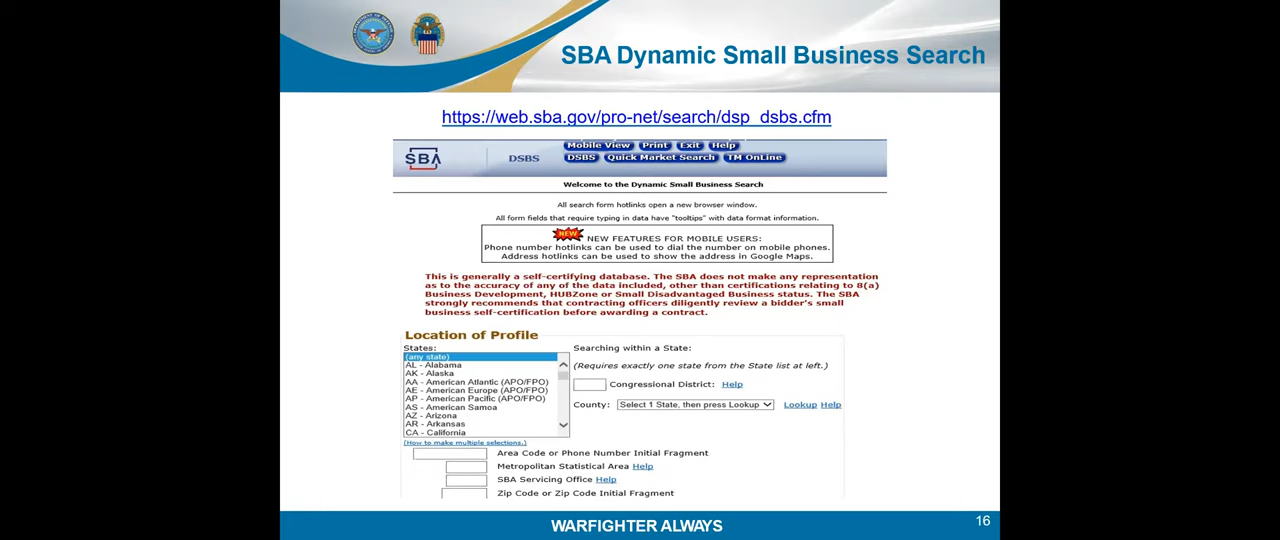 SBA Dynamic Small Business Search
https://web.sba.gov/pro-net/search/dsp_dsbs.cfm
SBA
DSBS
Mobile View Print Exit Help
DSBS Quick Market Search TM OnLine
Welcome to the Dynamic Small Business Search
All search form hotlinks open a new browser window.
All form fields that require typing in data have "tooltips" with data format information.
NEW NEW FEATURES FOR MOBILE USERS:
Phone number hotlinks can be used to dial the number on mobile phones.
Address hotlinks can be used to show the address in Google Maps.
This is generally a self-certifying database. The SBA does not make any representation
as to the accuracy of any of the data included, other than certifications relating to 8(a)
Business Development, HUBZone or Small Disadvantaged Business status. The SBA
strongly recommends that contracting officers diligently review a bidder's small
business self-certification before awarding a contract.
Location of Profile
States:
(any state)
AL - Alabama
AK - Alaska
AA - American Atlantic (APO/FPO)
AE - American Europe (APO/FPO)
AP - American Pacific (APO/FPO)
AS - American Samoa
AZ - Arizona
AR - Arkansas
CA - California
(How to make multiple selections.)
Searching within a State:
(Requires exactly one state from the State list at left.)
Congressional District: Help
County: Select 1 State, then press Lookup Lookup Help
Area Code or Phone Number Initial Fragment
Metropolitan Statistical Area Help
SBA Servicing Office Help
Zip Code or Zip Code Initial Fragment
WARFIGHTER ALWAYS
16